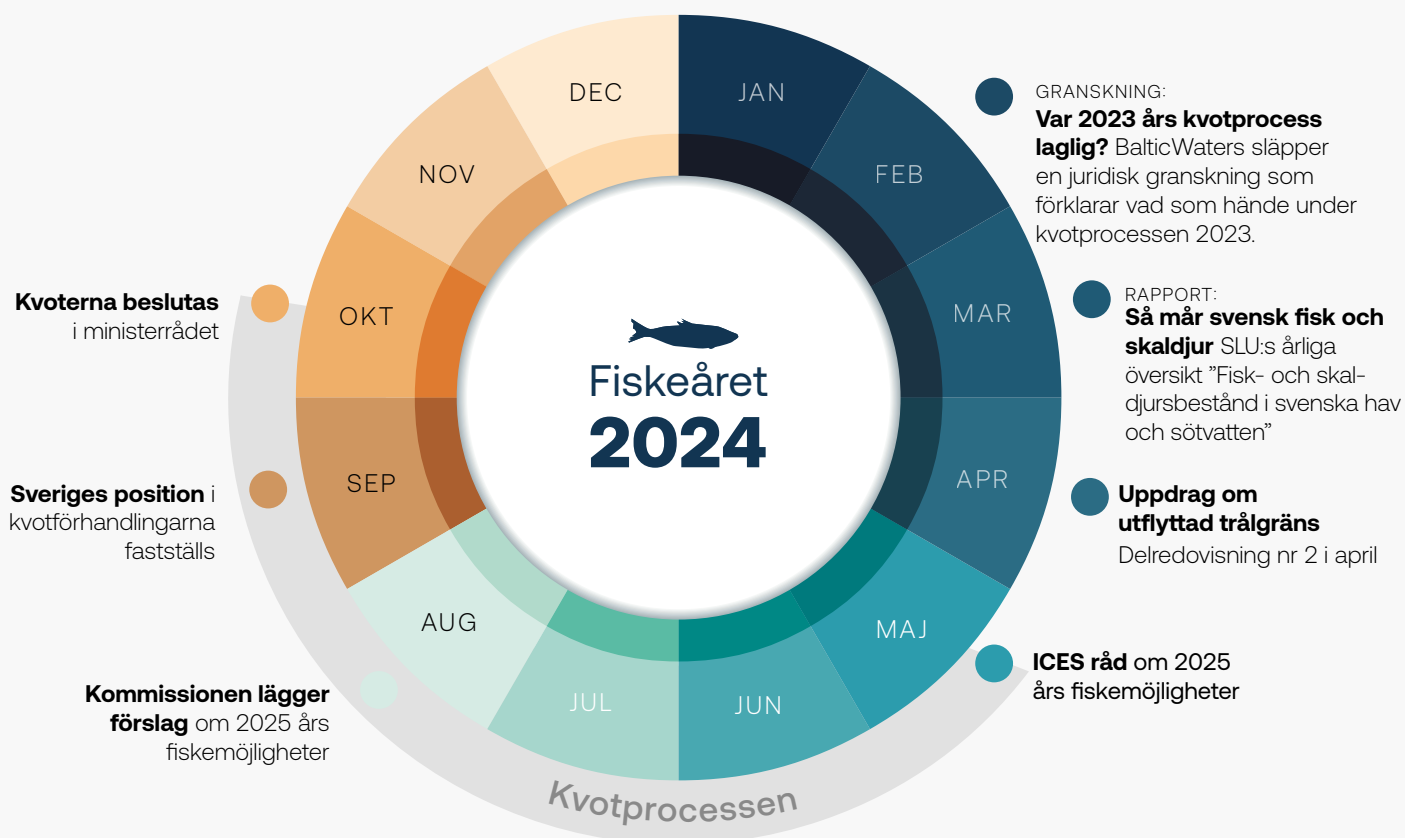 JAN
FEB
MAR
APR
MAJ
JUN
JUL
AUG
SEP
OKT
NOV
DEC
Fiskeåret
2024
GRANSKNING:
Var 2023 års kvotprocess
laglig? BalticWaters släpper
en juridisk granskning som
förklarar vad som hände under
kvotprocessen 2023.
RAPPORT:
Så mår svensk fisk och
skaldjur SLU:s årliga
översikt ”Fisk- och skal-
djursbestånd i svenska hav
och sötvatten”
Uppdrag om
utflyttad trålgräns
Delredovisning nr 2 i april
ICES råd om 2025
års fiskemöjligheter
Kvotprocessen
Kommissionen lägger
förslag om 2025 års
fiskemöjligheter
Sveriges position i
kvotförhandlingarna
fastställs
Kvoterna beslutas
i ministerrådet